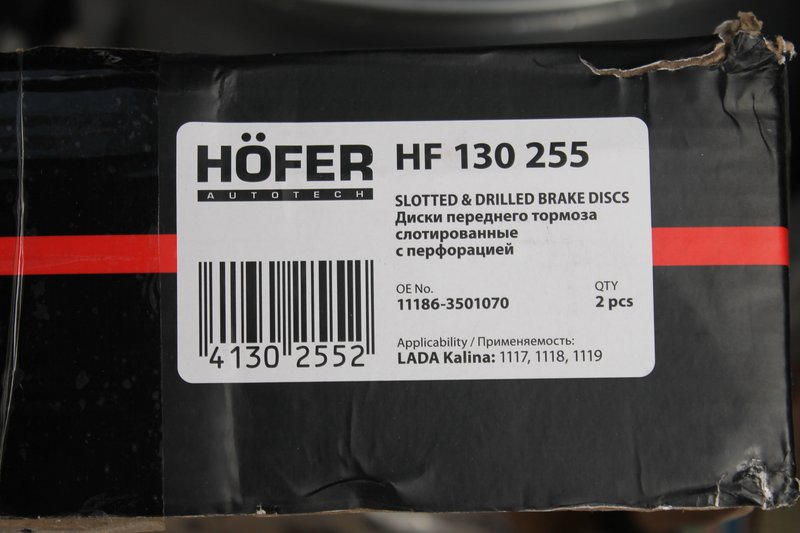 HÖFER
AUTOTECH
HF 130 255
SLOTTED & DRILLED BRAKE DISCS
Диски переднего тормоза
слотированные
с перфорацией
OE No.
11186-3501070
QTY
2 pcs
4130 2552
Applicability / Применяемость:
LADA Kalina: 1117, 1118, 1119